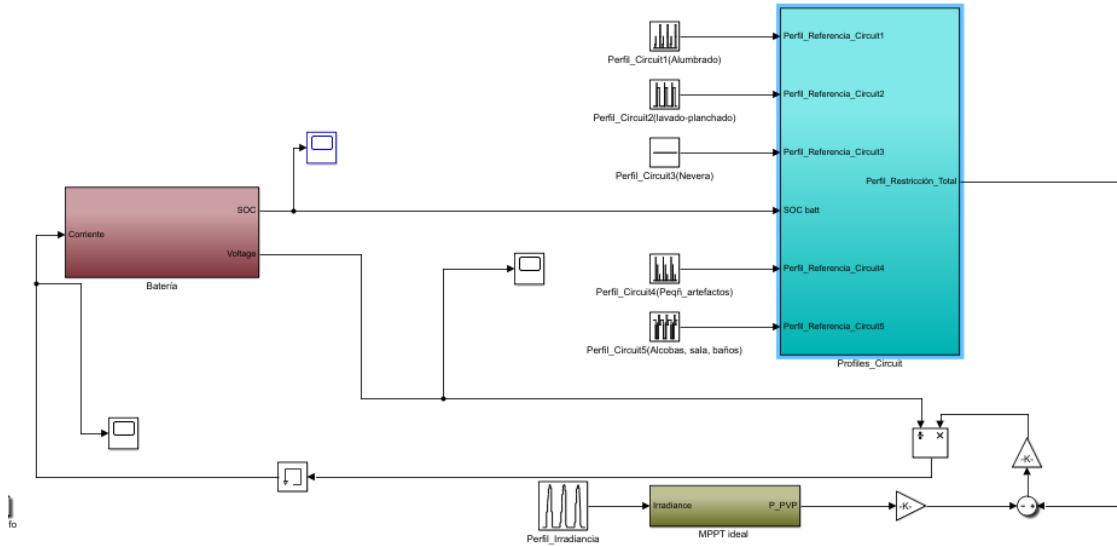 Perfil_Circuit1(Alumbrado)
Perfil_Circuit2(lavado-planchado)
Perfil_Circuit3(Nevera)
Perfil_Circuit4(Peqñ_artefactos)
Perfil_Circuit5(Alcobas, sala, baños)
Perfil_Referencia_Circuit1
Perfil_Referencia_Circuit2
Perfil_Referencia_Circuit3
SOC batt
Perfil_Referencia_Circuit4
Perfil_Referencia_Circuit5
Perfil_Restricción_Total
Profiles_Circuit
Corriente
SOC
Voltage
Batería
÷ ×
-K-
Perfil_Irradiancia
Irradiance
P_PVP
MPPT ideal
-K-
- +
fo